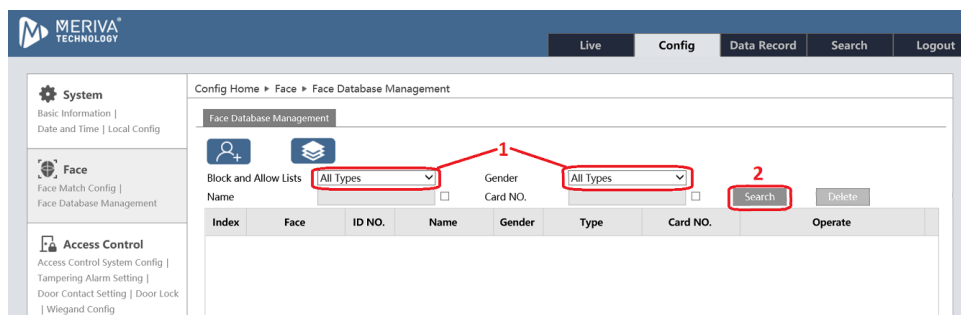 MERIVA®
TECHNOLOGY
Live Config Data Record Search Logout
Config Home ▸ Face ▸ Face Database Management
System
Basic Information |
Date and Time | Local Config
Face
Face Match Config |
Face Database Management
Access Control
Access Control System Config |
Tampering Alarm Setting |
Door Contact Setting | Door Lock
| Wiegand Config
Face Database Management
1
Block and Allow Lists All Types Gender All Types
2
Name Card NO. Search Delete
Index Face ID NO. Name Gender Type Card NO. Operate